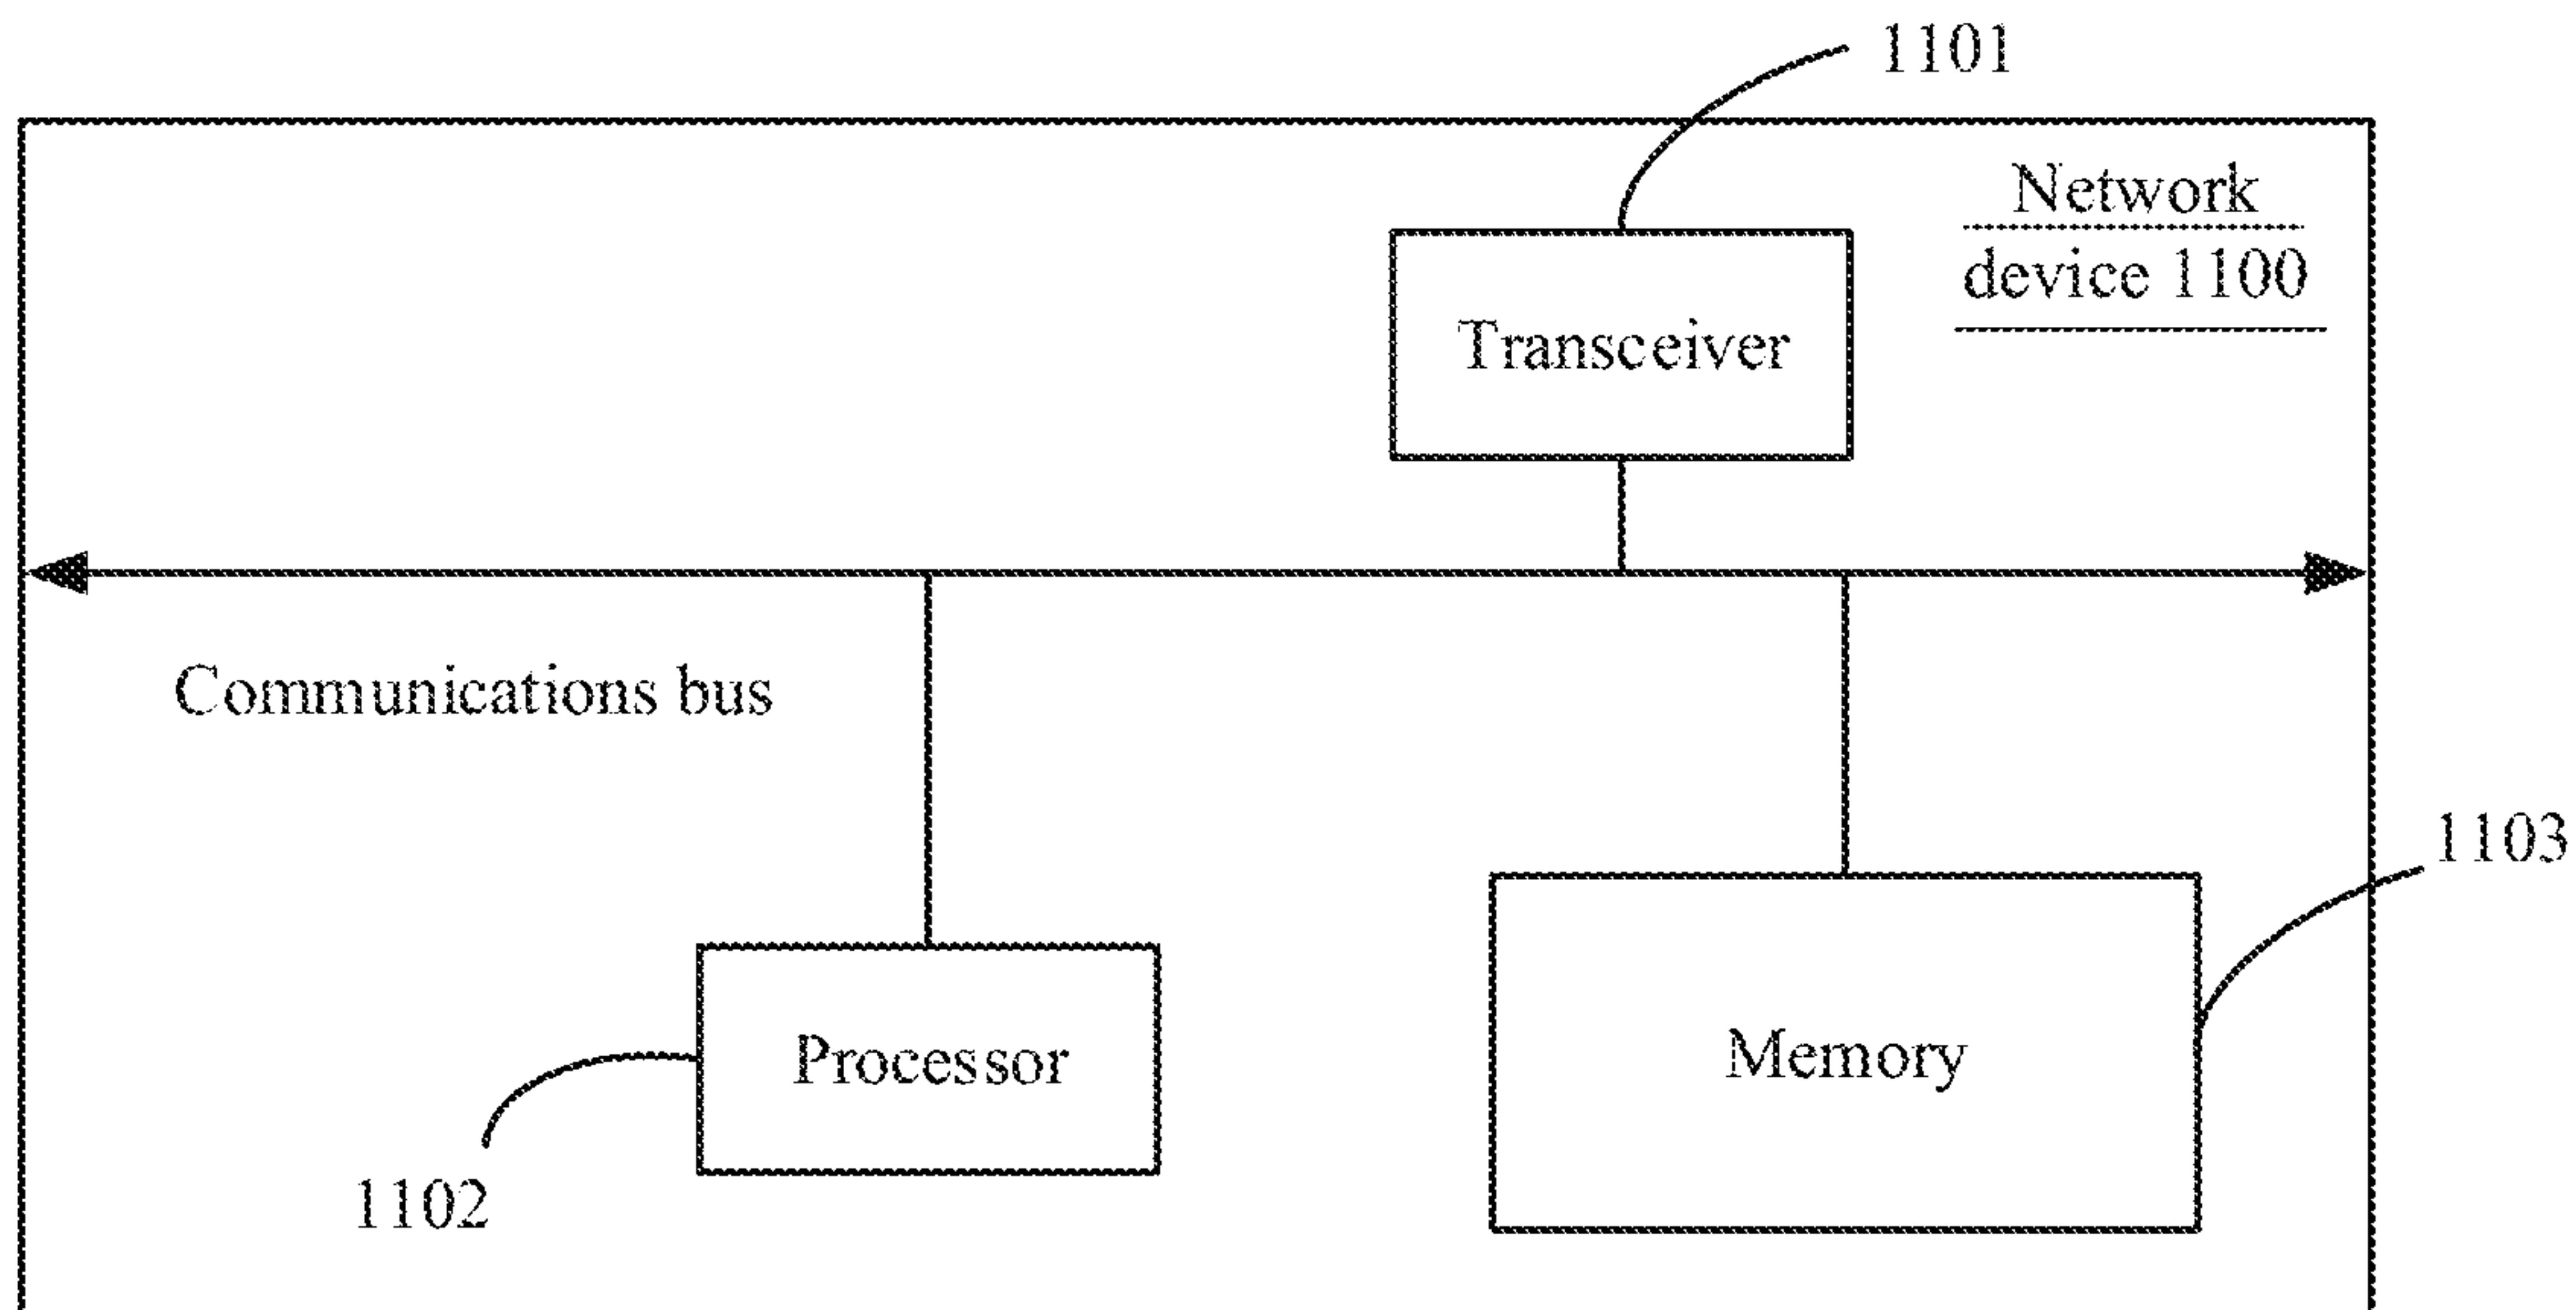 1101
Network
device 1100
Transceiver
Communications bus
1103
Processor
Memory
1102